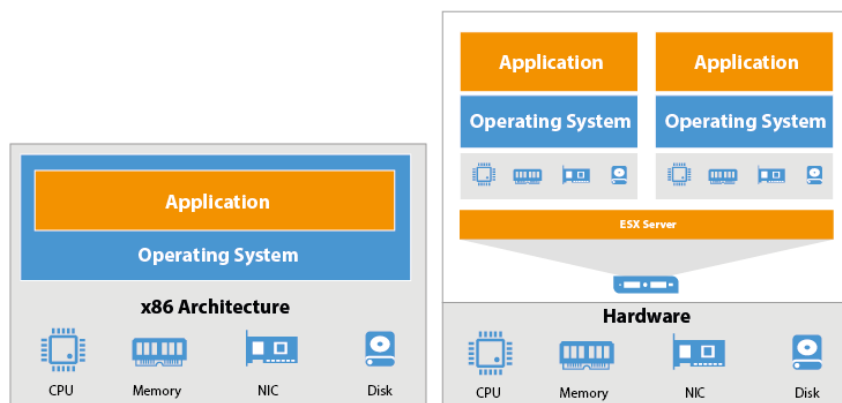 Application
Operating System
x86 Architecture
CPU
Memory
NIC
Disk
Application
Application
Operating System
Operating System
ESX Server
Hardware
CPU
Memory
NIC
Disk